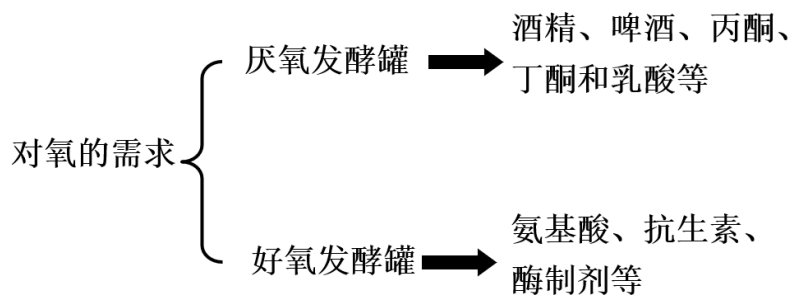 对氧的需求
厌氧发酵罐
酒精、啤酒、丙酮、
丁酮和乳酸等
好氧发酵罐
氨基酸、抗生素、
酶制剂等